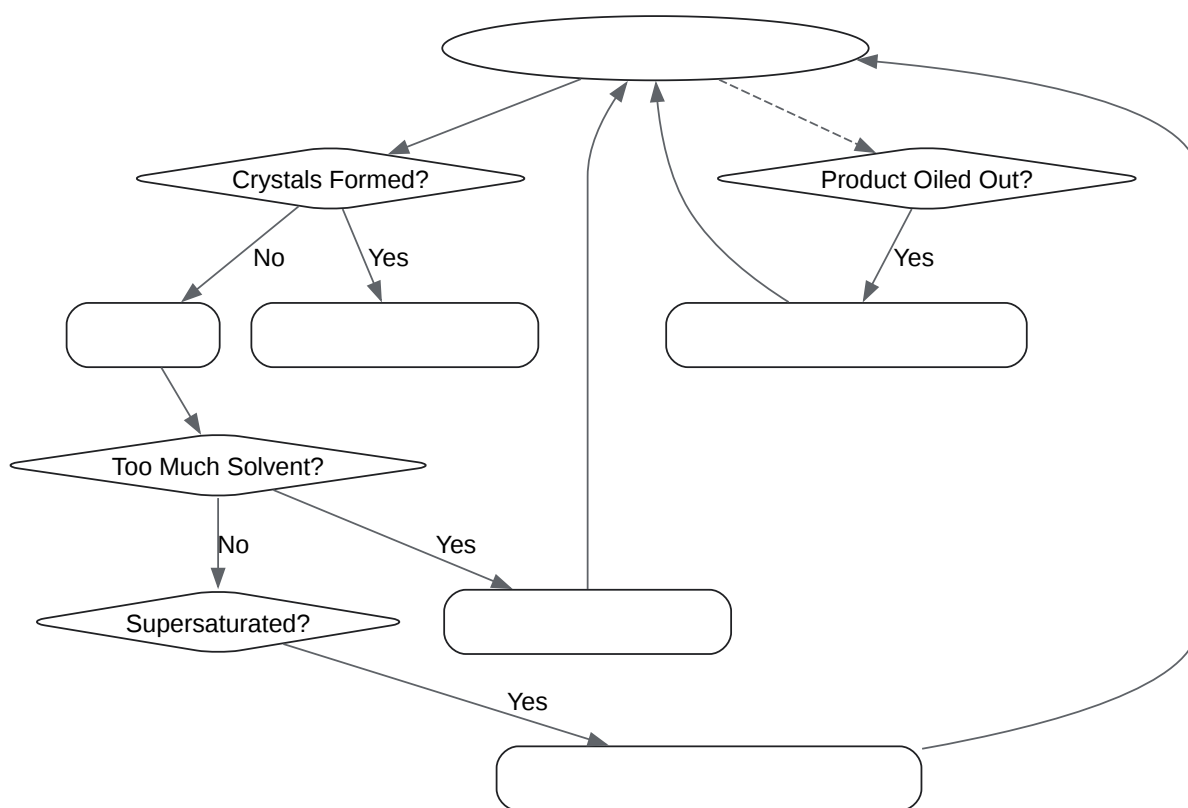 Crystals Formed?
Product Oiled Out?
No
Yes
Yes
Too Much Solvent?
No
Yes
Supersaturated?
Yes